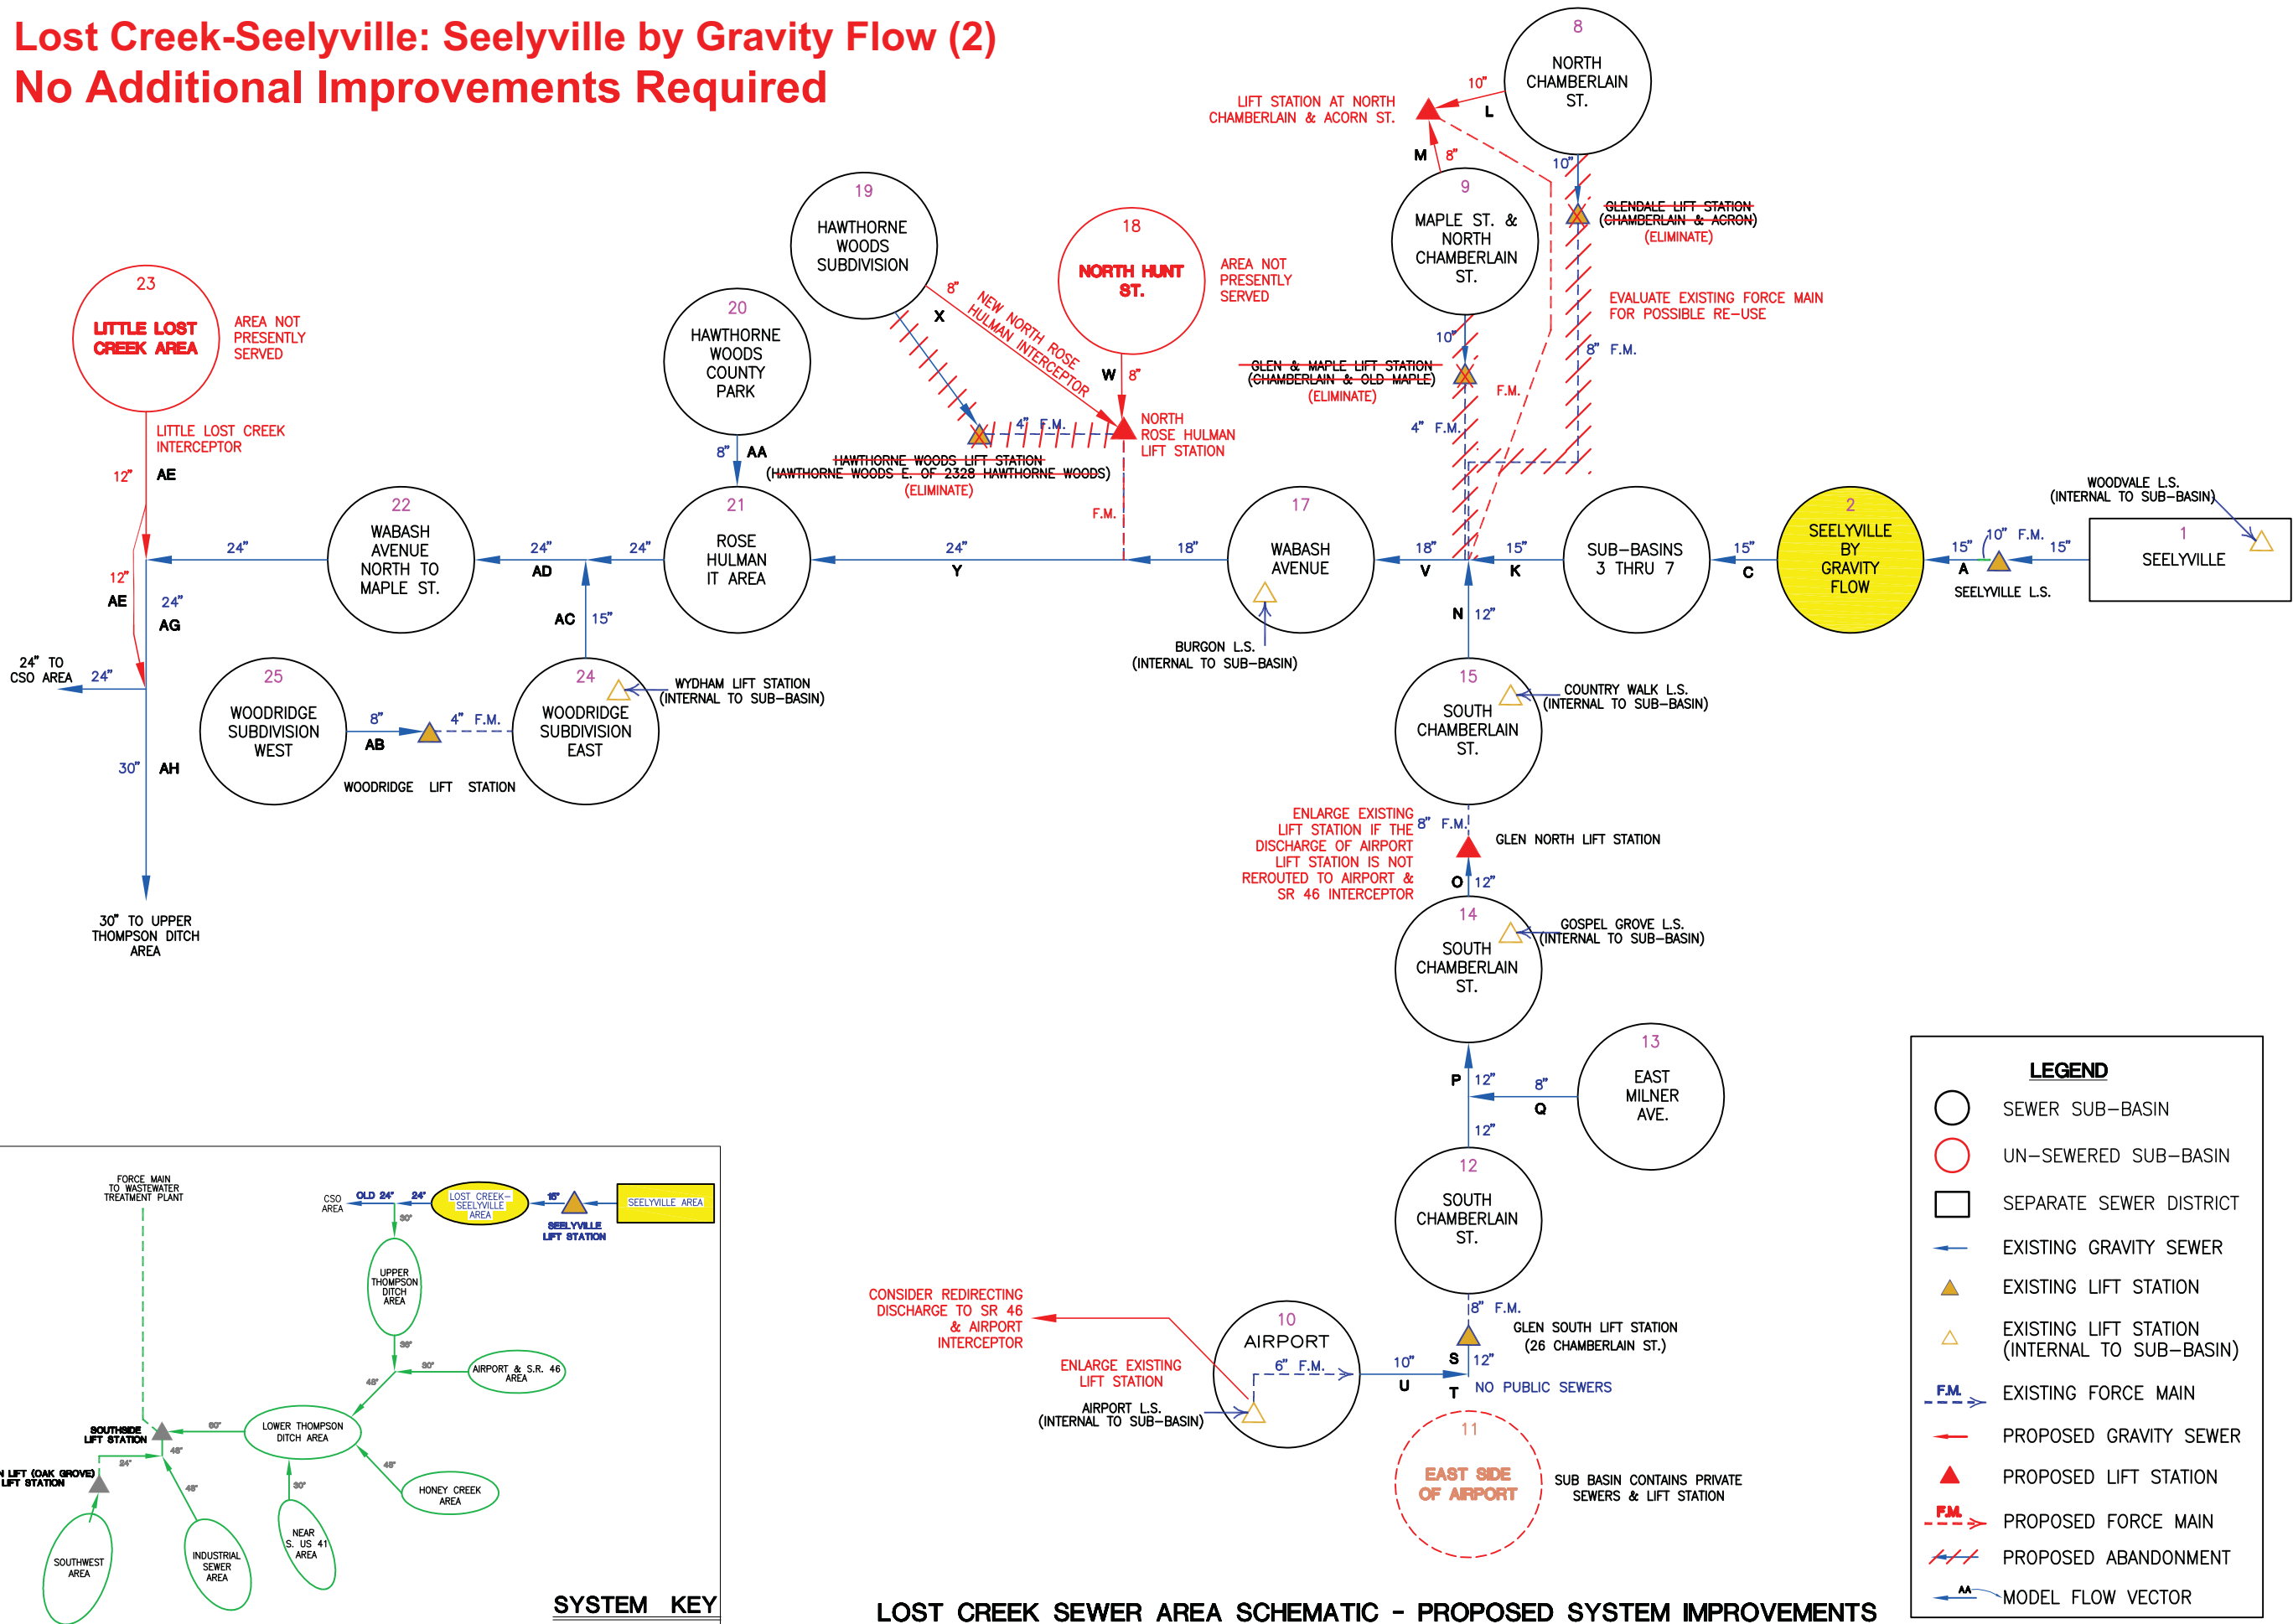 Lost Creek-Seelyville: Seelyville by Gravity Flow (2)
No Additional Improvements Required
8
NORTH
CHAMBERLAIN
ST.
10"
L
LIFT STATION AT NORTH
CHAMBERLAIN & ACORN ST.
M
8"
10"
9
MAPLE ST. &
NORTH
CHAMBERLAIN
ST.
GLENDALE LIFT STATION
(CHAMBERLAIN & ACRON)
(ELIMINATE)
19
HAWTHORNE
WOODS
SUBDIVISION
18
NORTH HUNT
ST.
AREA NOT
PRESENTLY
SERVED
23
LITTLE LOST
CREEK AREA
AREA NOT
PRESENTLY
SERVED
20
HAWTHORNE
WOODS
COUNTY
PARK
8"
X
NEW NORTH ROSE
HULMAN INTERCEPTOR
W
8"
EVALUATE EXISTING FORCE MAIN
FOR POSSIBLE RE-USE
8" F.M.
10"
GLEN & MAPLE LIFT STATION
(CHAMBERLAIN & OLD MAPLE)
(ELIMINATE)
F.M.
4" F.M.
4" F.M.
NORTH
ROSE HULMAN
LIFT STATION
LITTLE LOST CREEK
INTERCEPTOR
12"
AE
8"
AA
HAWTHORNE WOODS LIFT STATION
(HAWTHORNE WOODS E. OF 2328 HAWTHORNE WOODS)
(ELIMINATE)
F.M.
WOODVALE L.S.
(INTERNAL TO SUB-BASIN)
22
WABASH
AVENUE
NORTH TO
MAPLE ST.
21
ROSE
HULMAN
IT AREA
17
WABASH
AVENUE
SUB-BASINS
3 THRU 7
2
SEELYVILLE
BY
GRAVITY
FLOW
1
SEELYVILLE
24"
24"
AD
24"
24"
Y
18"
18"
V
15"
K
15"
C
15"
A
10" F.M.
15"
SEELYVILLE L.S.
12"
AE
24"
AG
AC
15"
N
12"
BURGON L.S.
(INTERNAL TO SUB-BASIN)
24" TO
CSO AREA
24"
25
WOODRIDGE
SUBDIVISION
WEST
8"
AB
4" F.M.
WOODRIDGE LIFT STATION
24
WOODRIDGE
SUBDIVISION
EAST
WYDHAM LIFT STATION
(INTERNAL TO SUB-BASIN)
15
SOUTH
CHAMBERLAIN
ST.
COUNTRY WALK L.S.
(INTERNAL TO SUB-BASIN)
30"
AH
30" TO UPPER
THOMPSON DITCH
AREA
ENLARGE EXISTING
LIFT STATION IF THE
DISCHARGE OF AIRPORT
LIFT STATION IS NOT
REROUTED TO AIRPORT &
SR 46 INTERCEPTOR
8" F.M.
GLEN NORTH LIFT STATION
O
12"
14
SOUTH
CHAMBERLAIN
ST.
GOSPEL GROVE L.S.
(INTERNAL TO SUB-BASIN)
13
EAST
MILNER
AVE.
P
12"
8"
Q
12"
12
SOUTH
CHAMBERLAIN
ST.
8" F.M.
GLEN SOUTH LIFT STATION
(26 CHAMBERLAIN ST.)
S
12"
T
NO PUBLIC SEWERS
CONSIDER REDIRECTING
DISCHARGE TO SR 46
& AIRPORT
INTERCEPTOR
ENLARGE EXISTING
LIFT STATION
AIRPORT L.S.
(INTERNAL TO SUB-BASIN)
10
AIRPORT
6" F.M.
10"
U
11
EAST SIDE
OF AIRPORT
SUB BASIN CONTAINS PRIVATE
SEWERS & LIFT STATION
LEGEND
SEWER SUB-BASIN
UN-SEWERED SUB-BASIN
SEPARATE SEWER DISTRICT
EXISTING GRAVITY SEWER
EXISTING LIFT STATION
EXISTING LIFT STATION
(INTERNAL TO SUB-BASIN)
F.M.
EXISTING FORCE MAIN
PROPOSED GRAVITY SEWER
PROPOSED LIFT STATION
F.M.
PROPOSED FORCE MAIN
PROPOSED ABANDONMENT
AA
MODEL FLOW VECTOR
FORCE MAIN
TO WASTEWATER
TREATMENT PLANT
CSO
AREA
OLD 24"
24"
LOST CREEK-
SEELYVILLE
AREA
15"
SEELYVILLE
LIFT STATION
SEELYVILLE AREA
30"
UPPER
THOMPSON
DITCH
AREA
36"
30"
AIRPORT & S.R. 46
AREA
48"
LOWER THOMPSON
DITCH AREA
60"
SOUTHSIDE
LIFT STATION
48"
24"
N LIFT (OAK GROVE)
LIFT STATION
48"
30"
48"
HONEY CREEK
AREA
NEAR
S. US 41
AREA
INDUSTRIAL
SEWER
AREA
SOUTHWEST
AREA
SYSTEM KEY
LOST CREEK SEWER AREA SCHEMATIC - PROPOSED SYSTEM IMPROVEMENTS